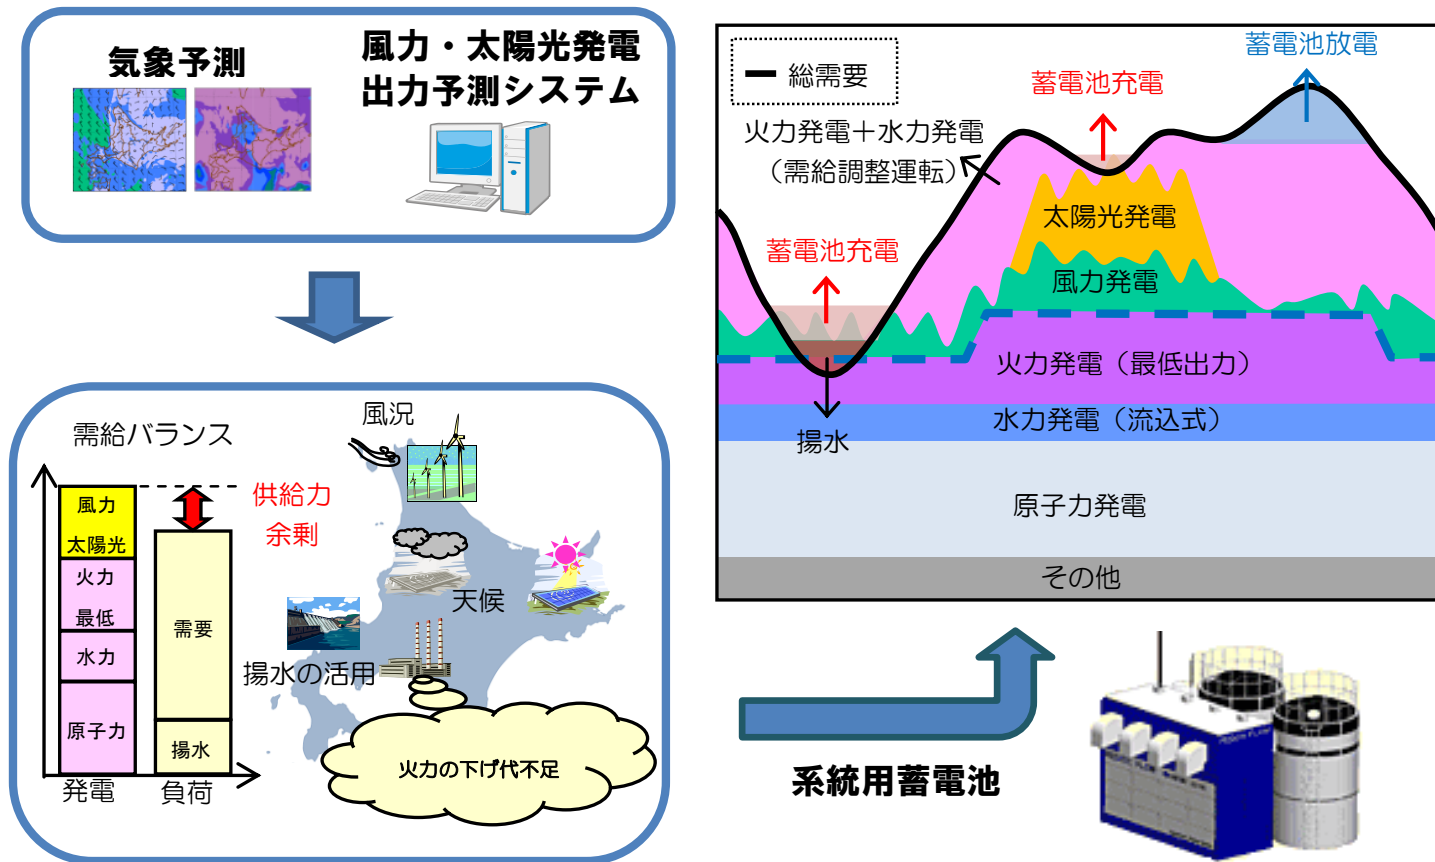 気象予測
風力・太陽光発電
出力予測システム
需給バランス
風力
太陽光
火力
最低
水力
原子力
発電
需要
揚水
負荷
供給力
余剰
風況
天候
揚水の活用
火力の下げ代不足
総需要
火力発電＋水力発電
（需給調整運転）
蓄電池充電
蓄電池放電
蓄電池充電
太陽光発電
風力発電
火力発電（最低出力）
揚水
水力発電（流込式）
原子力発電
その他
系統用蓄電池